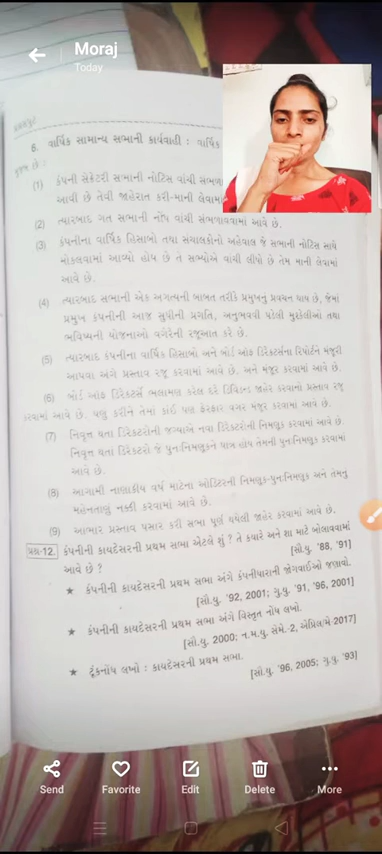 Moraj
Today
6. વાર્ષિક સામાન્ય સભાની કાર્યવાહી : વાર્ષિક
છે :
(1) કંપની સેક્રેટરી સભાની નોટિસ વાંચી
આવી છે તેવી જાહેરાત કરી-માની લેવામાં
(2) ત્યારબાદ ગત સભાની નોંધ વાંચી સંભળાવવામાં આવે છે.
(3) કંપનીના વાર્ષિક હિસાબો તથા સંચાલકોનો અહેવાલ જે સભાની નોટિસ સાથે
મોકલવામાં આવ્યો હોય છે તે સભ્યોએ વાંચી લીધો છે તેમ માની લેવામાં
આવે છે.
(4) ત્યારબાદ સભાની એક અગત્યની બાબત તરીકે પ્રમુખનું પ્રવચન થાય છે, જેમાં
પ્રમુખ કંપનીની આજ સુધીની પ્રગતિ, અનુભવવી પડેલી મુશ્કેલીઓ તથા
ભવિષ્યની યોજનાઓ વગેરેની રજૂઆત કરે છે.
(5) ત્યારબાદ કંપનીના વાર્ષિક હિસાબો અને બોર્ડ ઓફ ડિરેક્ટર્સના રિપોર્ટને મંજૂરી
આપવા અંગે પ્રસ્તાવ રજૂ કરવામાં આવે છે. અને મંજૂર કરવામાં આવે છે.
(6) બોર્ડ ઓફ ડિરેક્ટર્સે ભલામણ કરેલ દરે ડિવિડન્ડ જાહેર કરવાનો પ્રસ્તાવ રજૂ
કરવામાં આવે છે. ઘણું કરીને તેમાં કાંઈ પણ ફેરફાર વગર મંજૂર કરવામાં આવે છે.
(7) નિવૃત્ત થતા ડિરેક્ટરોની જગ્યાએ નવા ડિરેક્ટરોની નિમણૂક કરવામાં આવે છે.
નિવૃત્ત થતાં ડિરેક્ટરો જે પુનઃનિમણૂકને પાત્ર હોય તેમની પુનઃનિમણૂક કરવામાં
આવે છે.
(8) આગામી નાણાકીય વર્ષ માટેના ઓડિટરની નિમણૂક-પુનઃનિમણૂક અને તેમનું
મહેનતાણું નક્કી કરવામાં આવે છે.
(9) આભાર પ્રસ્તાવ પસાર કરી સભા પૂર્ણ થયેલી જાહેર કરવામાં આવે છે.
પ્રશ્ન-12. કંપનીની કાયદેસરની પ્રથમ સભા એટલે શું ? તે ક્યારે અને શા માટે બોલાવવામાં
આવે છે ?
[સૌ.યુ. '88, '91]
★ કંપનીની કાયદેસરની પ્રથમ સભા અંગે કંપનીધારાની જોગવાઈઓ જણાવો.
[સૌ.યુ. '92, 2001; ગુ.યુ. '91, '96, 2001]
★ કંપનીની કાયદેસરની પ્રથમ સભા અંગે વિસ્તૃત નોંધ લખો.
[સૌ.યુ. 2000; ન.મ.યુ. સેમે.-2, એપ્રિલ/મે 2017]
★ ટૂંકનોંધ લખો : કાયદેસરની પ્રથમ સભા.
[સૌ.યુ. '96, 2005; ગુ.યુ. '93]
Send
Favorite
Edit
Delete
More